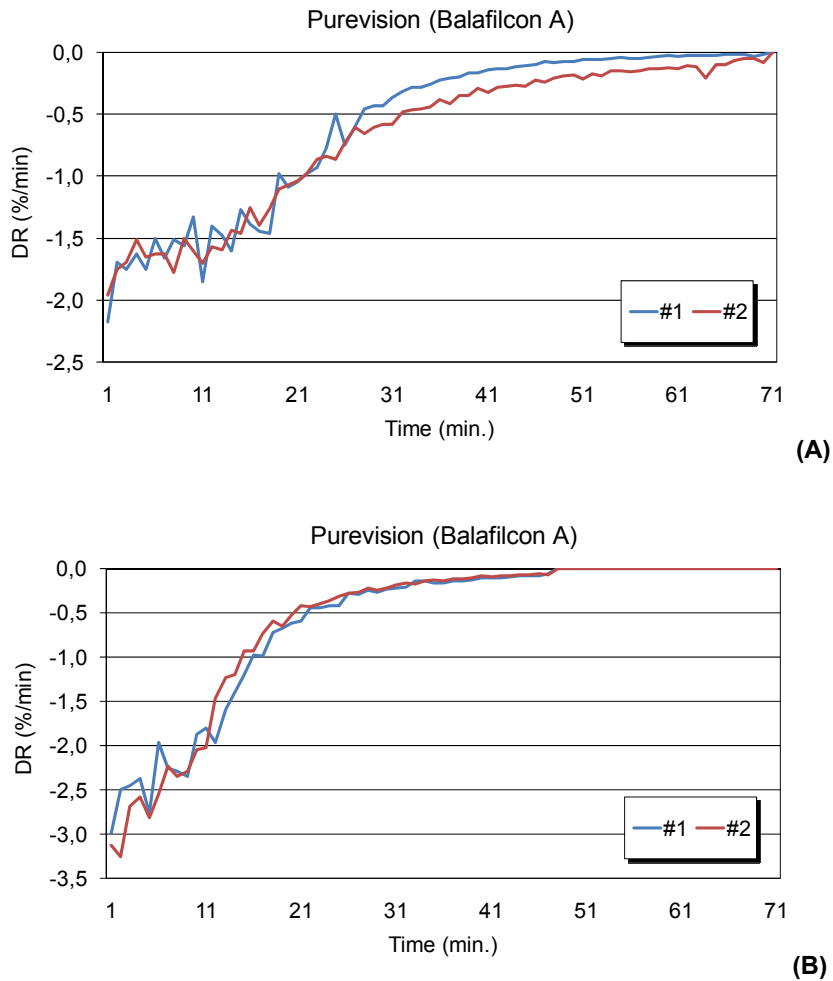 Purevision (Balafilcon A)
0,0
-0,5
-1,0
-1,5
-2,0
-2,5
DR (%/min)
#1 #2
1 11 21 31 41 51 61 71
Time (min.)
(A)
Purevision (Balafilcon A)
0,0
-0,5
-1,0
-1,5
-2,0
-2,5
-3,0
-3,5
DR (%/min)
#1 #2
1 11 21 31 41 51 61 71
Time (min.)
(B)